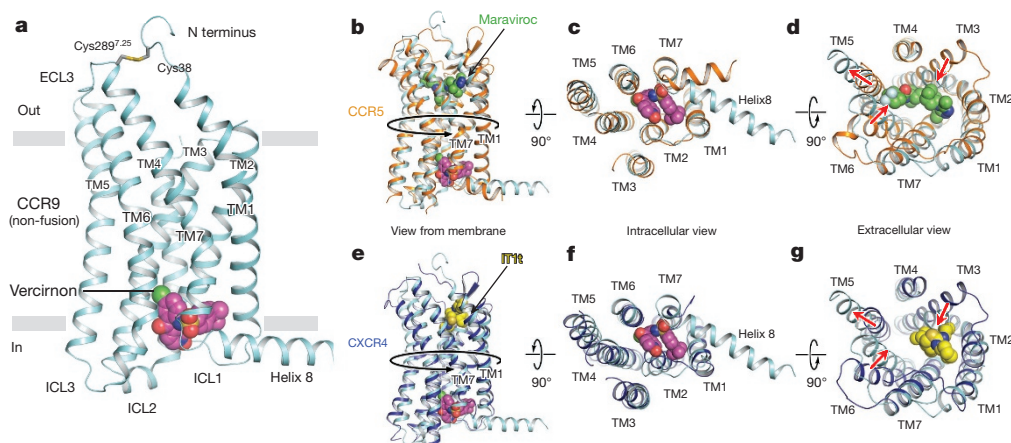 a
N terminus
Cys289^7.25
Cys38
ECL3
Out
TM3
TM4
TM2
TM5
CCR9
(non-fusion)
TM6
TM1
TM7
Vercirnon
In
ICL1
Helix 8
ICL3
ICL2
b
Maraviroc
CCR5
TM7
TM1
View from membrane
90°
c
TM7
TM6
TM5
Helix8
TM4
TM2
TM1
TM3
Intracellular view
90°
d
TM4
TM3
TM5
TM2
TM6
TM1
TM7
Extracellular view
e
IT1t
CXCR4
TM7
TM1
90°
f
TM7
TM6
TM5
Helix 8
TM4
TM2
TM1
TM3
90°
g
TM4
TM3
TM5
TM2
TM6
TM1
TM7